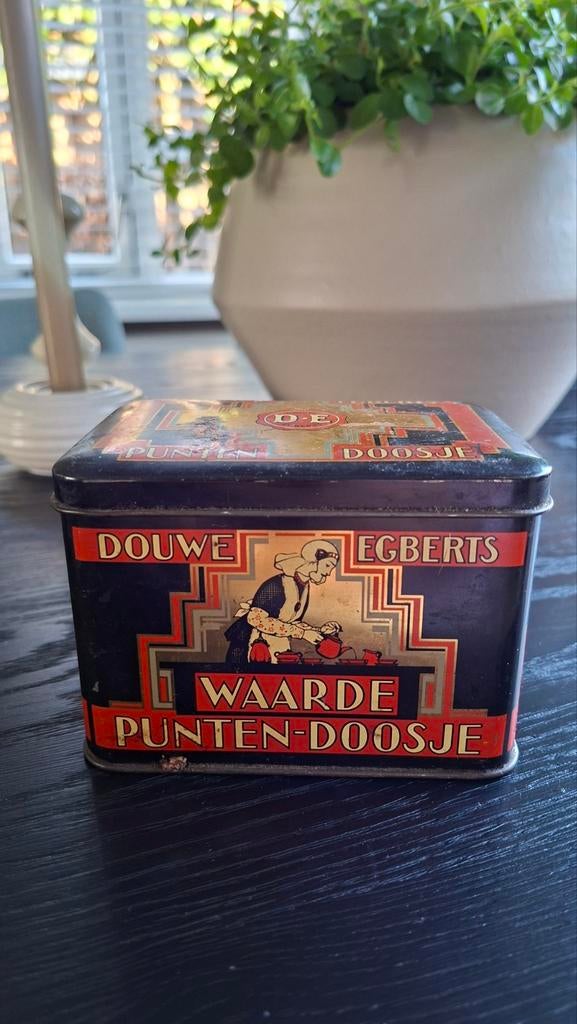 D·E
PUNTEN DOOSJE
DOUWE EGBERTS
WAARDE
PUNTEN-DOOSJE